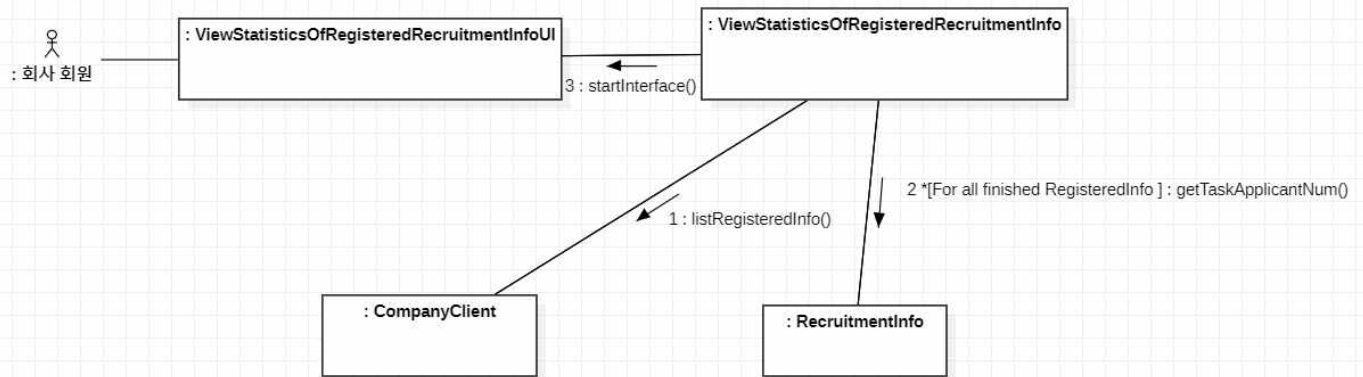 : 회사 회원
: ViewStatisticsOfRegisteredRecruitmentInfoUI
: ViewStatisticsOfRegisteredRecruitmentInfo
3 : startInterface()
2 *[For all finished RegisteredInfo ] : getTaskApplicantNum()
1 : listRegisteredInfo()
: CompanyClient
: RecruitmentInfo